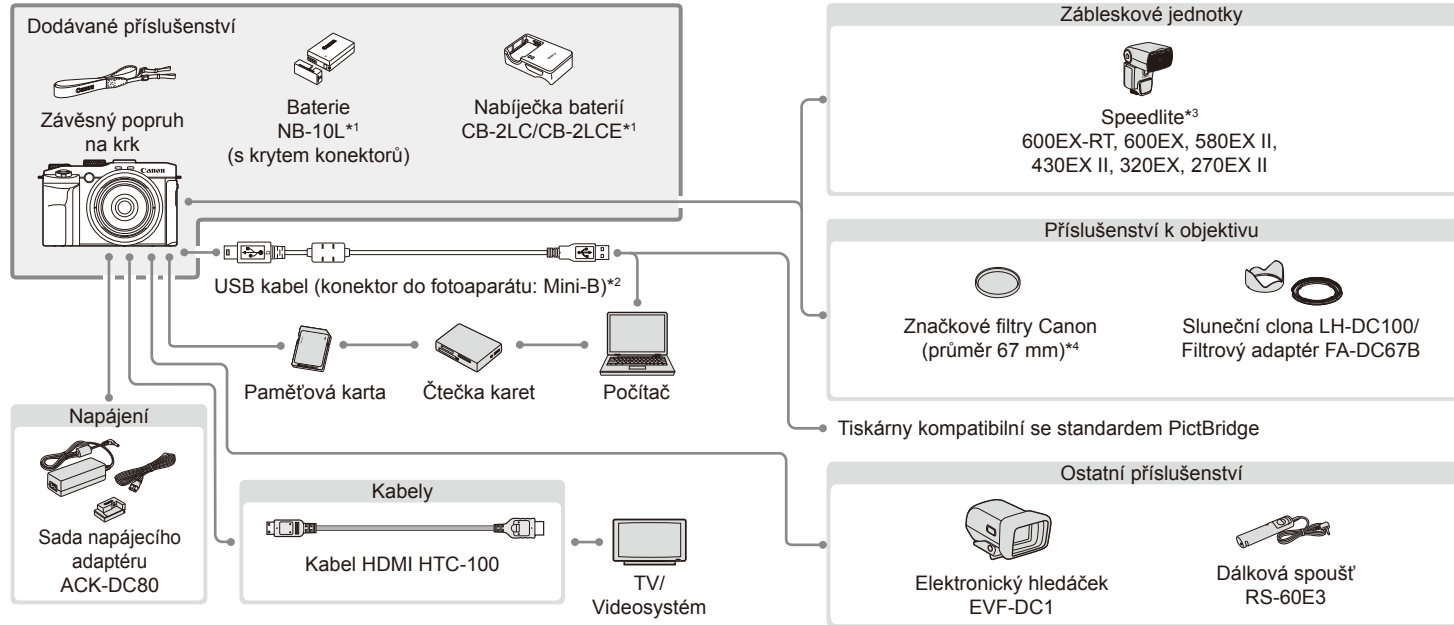 Dodávané příslušenství
Závěsný popruh
na krk
Baterie
NB-10L*1
(s krytem konektorů)
Nabíječka baterií
CB-2LC/CB-2LCE*1
Canon
USB kabel (konektor do fotoaparátu: Mini-B)*2
Paměťová karta
Čtečka karet
Počítač
Napájení
Sada napájecího
adaptéru
ACK-DC80
Kabely
Kabel HDMI HTC-100
TV/
Videosystém
Zábleskové jednotky
Speedlite*3
600EX-RT, 600EX, 580EX II,
430EX II, 320EX, 270EX II
Příslušenství k objektivu
Značkové filtry Canon
(průměr 67 mm)*4
Sluneční clona LH-DC100/
Filtrový adaptér FA-DC67B
Tiskárny kompatibilní se standardem PictBridge
Ostatní příslušenství
Elektronický hledáček
EVF-DC1
Dálková spoušť
RS-60E3